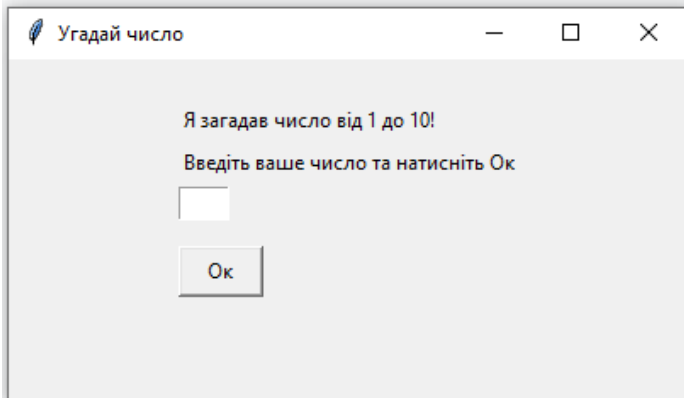 Угадай число
Я загадав число від 1 до 10!
Введіть ваше число та натисніть Ок
Ок